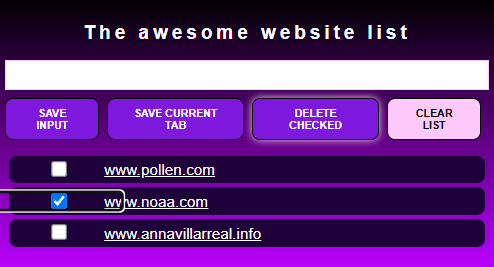 The awesome website list
SAVE INPUT
SAVE CURRENT TAB
DELETE CHECKED
CLEAR LIST
www.pollen.com
www.noaa.com
www.annavillarreal.info